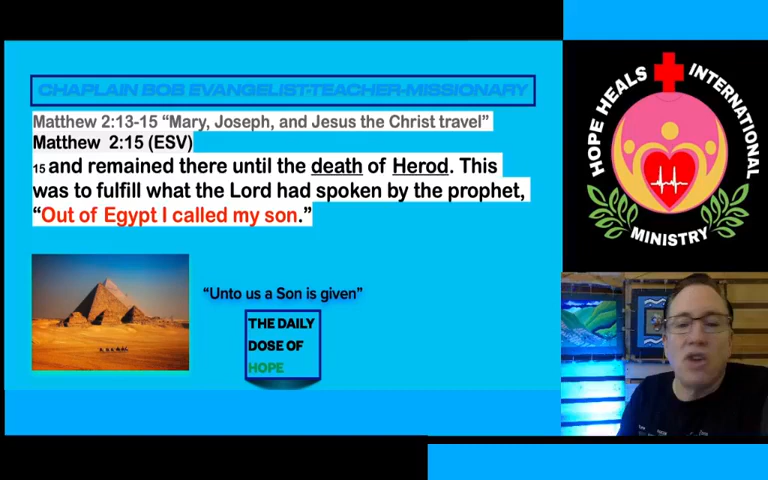 CHAPLAIN BOB EVANGELIST-TEACHER-MISSIONARY
Matthew 2:13-15 “Mary, Joseph, and Jesus the Christ travel”
Matthew 2:15 (ESV)
15 and remained there until the death of Herod. This
was to fulfill what the Lord had spoken by the prophet,
“Out of Egypt I called my son.”
“Unto us a Son is given”
THE DAILY
DOSE OF
HOPE
HOPE HEALS INTERNATIONAL
MINISTRY